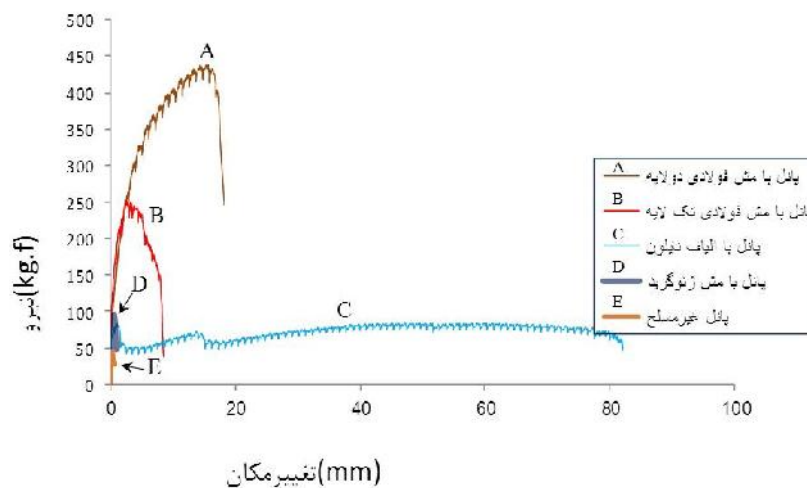 500
450
400
350
300
250
200
150
100
50
0
0
20
40
60
80
100
A
B
C
D
E
نیرو(kg.f)
تغییرمکان(mm)
A
پانل با مش فولادی دولایه
B
پانل با مش فولادی تک لایه
C
پانل با الیاف نایلون
D
پانل با مش ژئوگرید
E
پانل غیرمسلح